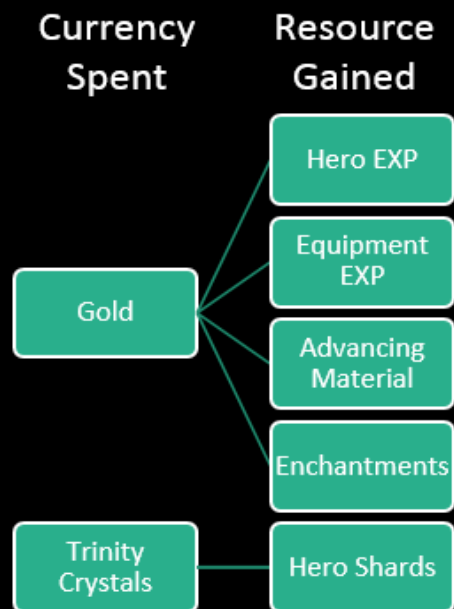 Currency
Spent
Resource
Gained
Hero EXP
Equipment
EXP
Gold
Advancing
Material
Enchantments
Trinity
Crystals
Hero Shards